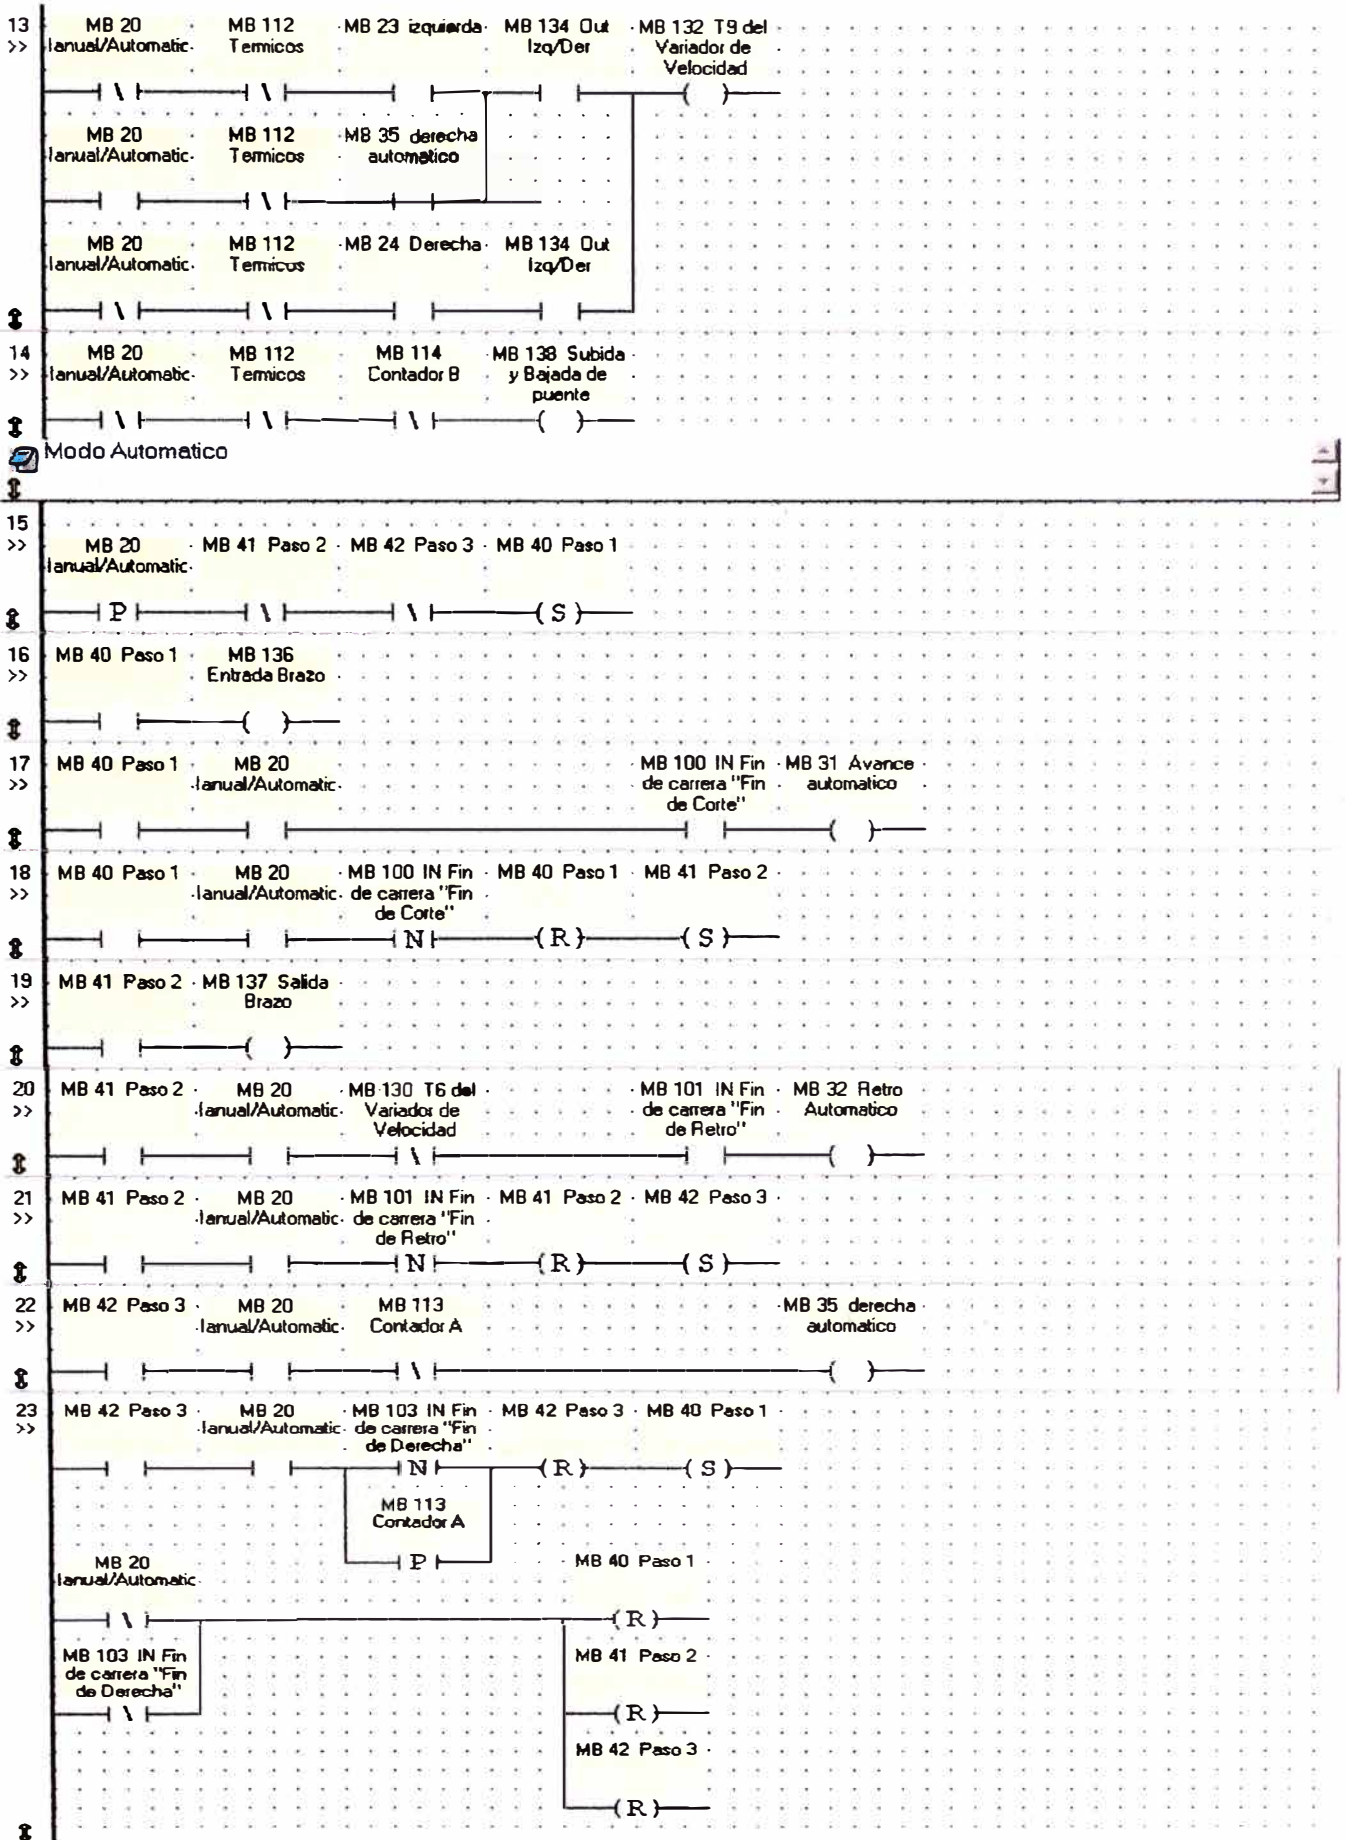 13 MB 20 MB 112 MB 23 izquierda MB 134 Out MB 132 T9 del
>> lanual/Automatic Termicos Izq/Der Variador de
Velocidad
MB 20 MB 112 MB 35 derecha
lanual/Automatic Termicos automatico
MB 20 MB 112 MB 24 Derecha MB 134 Out
lanual/Automatic Termicos Izq/Der
14 MB 20 MB 112 MB 114 MB 138 Subida
>> lanual/Automatic Termicos Contador B y Bajada de
puente
Modo Automatico
15
>> MB 20 MB 41 Paso 2 MB 42 Paso 3 MB 40 Paso 1
lanual/Automatic
P S
16 MB 40 Paso 1 MB 136
>> Entrada Brazo
17 MB 40 Paso 1 MB 20 MB 100 IN Fin MB 31 Avance
>> lanual/Automatic de carrera "Fin automatico
de Corte"
18 MB 40 Paso 1 MB 20 MB 100 IN Fin MB 40 Paso 1 MB 41 Paso 2
>> lanual/Automatic de carrera "Fin
de Corte"
N R S
19 MB 41 Paso 2 MB 137 Salida
>> Brazo
20 MB 41 Paso 2 MB 20 MB 130 T6 del MB 101 IN Fin MB 32 Retro
>> lanual/Automatic Variador de de carrera "Fin Automatico
Velocidad de Retro"
21 MB 41 Paso 2 MB 20 MB 101 IN Fin MB 41 Paso 2 MB 42 Paso 3
>> lanual/Automatic de carrera "Fin
de Retro"
N R S
22 MB 42 Paso 3 MB 20 MB 113 MB 35 derecha
>> lanual/Automatic Contador A automatico
23 MB 42 Paso 3 MB 20 MB 103 IN Fin MB 42 Paso 3 MB 40 Paso 1
>> lanual/Automatic de carrera "Fin
de Derecha"
N R S
MB 113
Contador A
P
MB 20 MB 40 Paso 1
lanual/Automatic
R
MB 103 IN Fin MB 41 Paso 2
de carrera "Fin
de Derecha"
R
MB 42 Paso 3
R